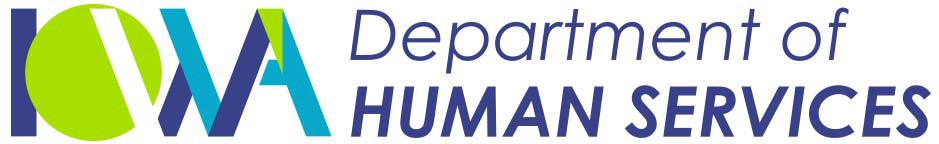 IOWA Department of
HUMAN SERVICES